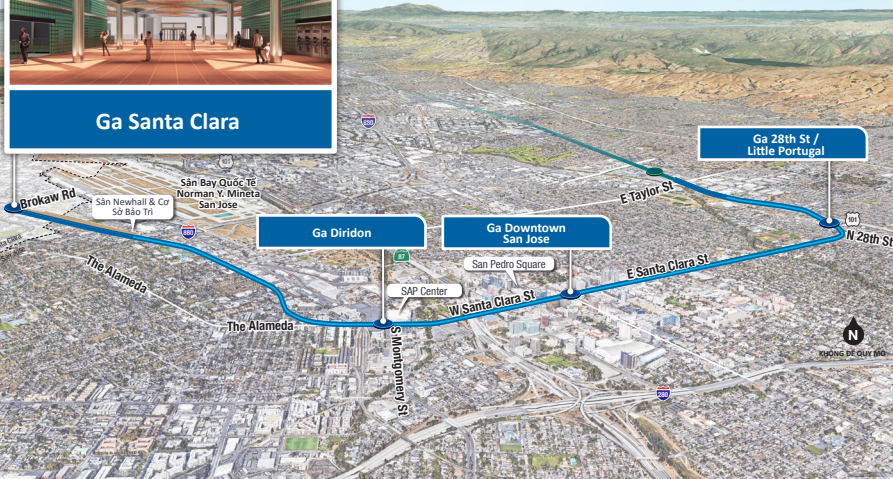 Ga Santa Clara
280
Ga 28th St /
Little Portugal
101
Sân Bay Quốc Tế
Norman Y. Mineta
San Jose
E Taylor St
Brokaw Rd
Sân Newhall & Cơ
Sở Bảo Trì
880
Ga Diridon
Ga Downtown
San Jose
101
N 28th St
87
San Pedro Square
E Santa Clara St
The Alameda
SAP Center
W Santa Clara St
The Alameda
S Montgomery St
N
KHÔNG ĐỂ QUY MÔ
280